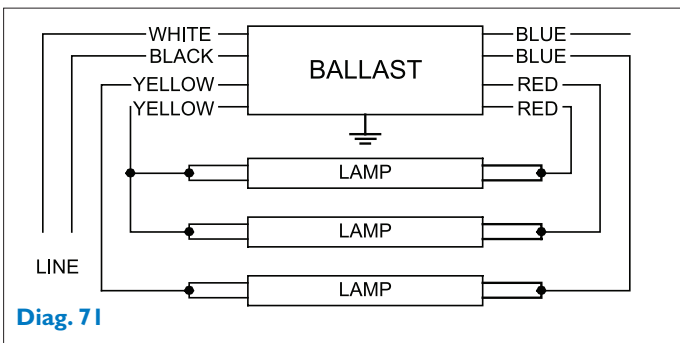 WHITE BLUE
BLACK BLUE
BALLAST
YELLOW RED
YELLOW RED
LAMP
LAMP
LINE
LAMP
Diag. 71